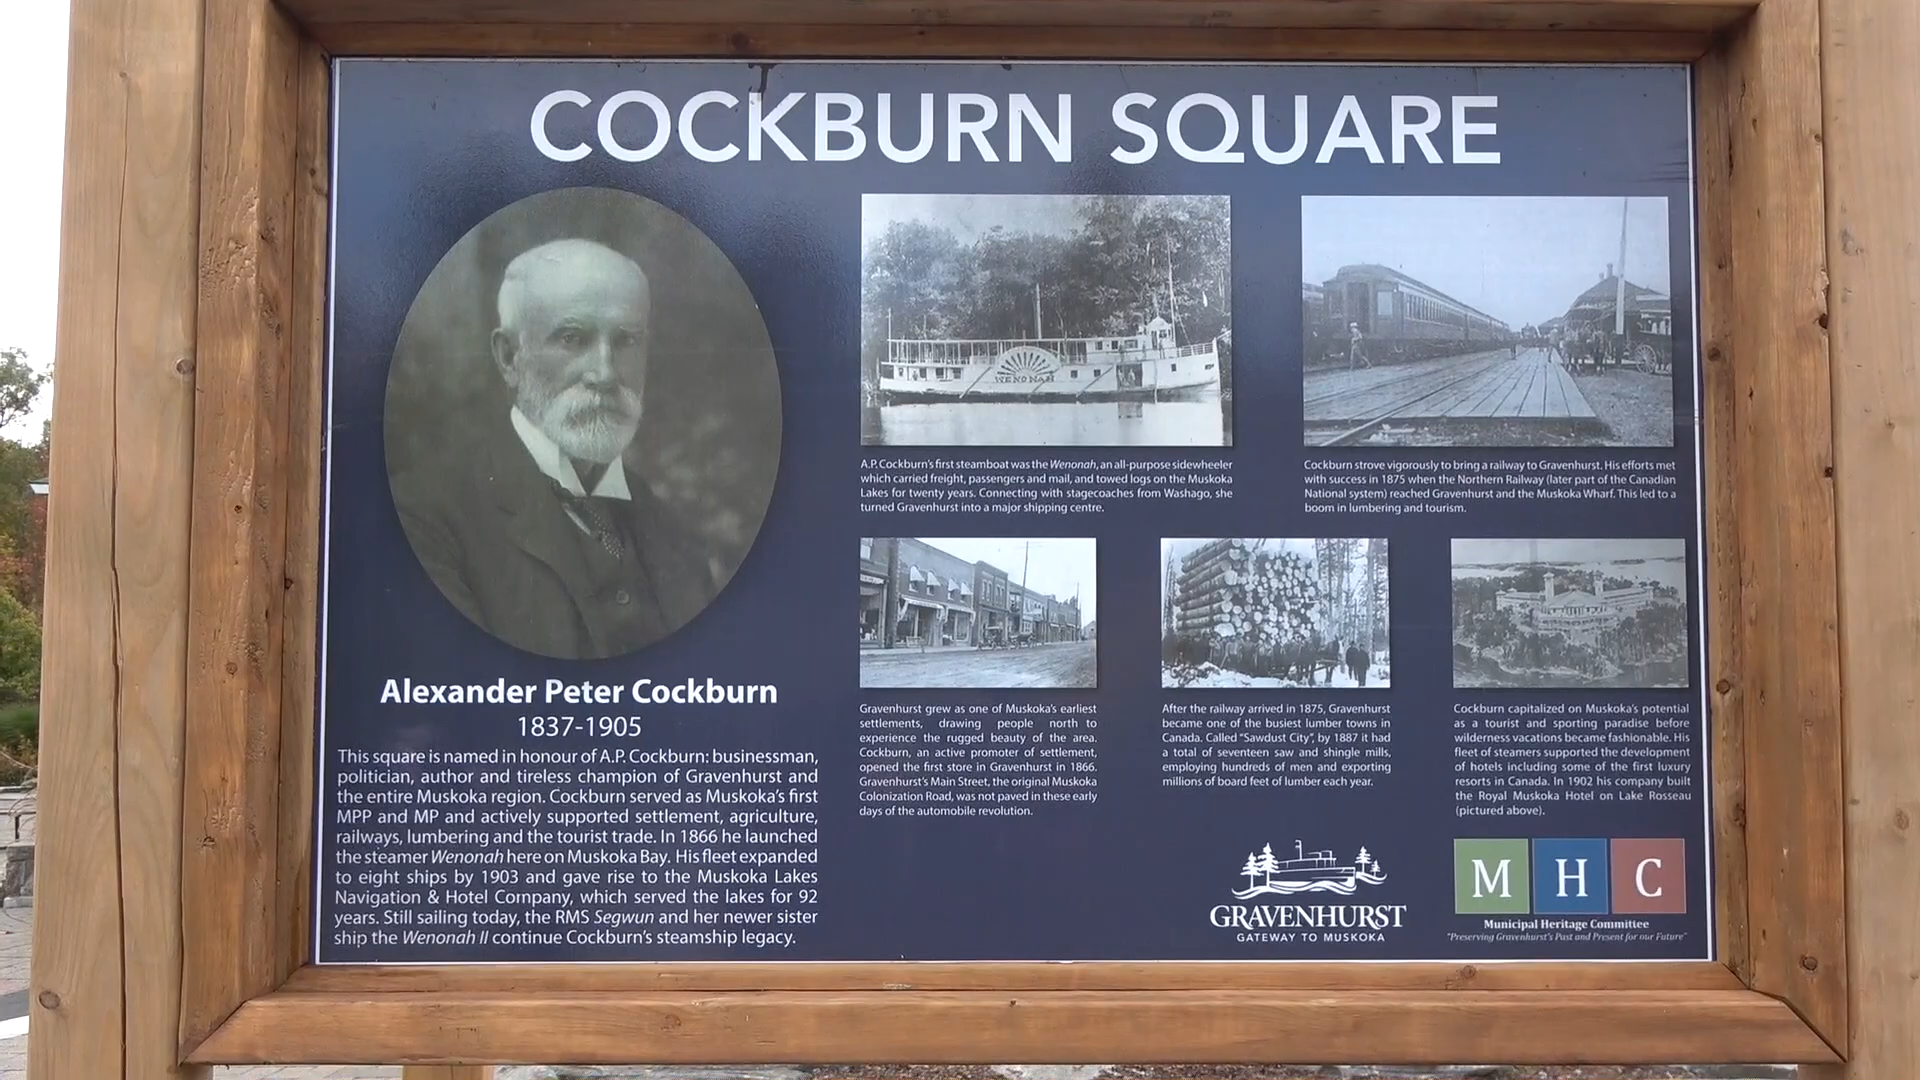 COCKBURN SQUARE
Alexander Peter Cockburn
1837-1905
This square is named in honour of A.P. Cockburn: businessman,
politician, author and tireless champion of Gravenhurst and
the entire Muskoka region. Cockburn served as Muskoka's first
MPP and MP and actively supported settlement, agriculture,
railways, lumbering and the tourist trade. In 1866 he launched
the steamer Wenonah here on Muskoka Bay. His fleet expanded
to eight ships by 1903 and gave rise to the Muskoka Lakes
Navigation & Hotel Company, which served the lakes for 92
years. Still sailing today, the RMS Segwun and her newer sister
ship the Wenonah II continue Cockburn's steamship legacy.
WENONAH
A.P. Cockburn's first steamboat was the Wenonah, an all-purpose sidewheeler
which carried freight, passengers and mail, and towed logs on the Muskoka
Lakes for twenty years. Connecting with stagecoaches from Washago, she
turned Gravenhurst into a major shipping centre.
Cockburn strove vigorously to bring a railway to Gravenhurst. His efforts met
with success in 1875 when the Northern Railway (later part of the Canadian
National system) reached Gravenhurst and the Muskoka Wharf. This led to a
boom in lumbering and tourism.
Gravenhurst grew as one of Muskoka's earliest
settlements, drawing people north to
experience the rugged beauty of the area.
Cockburn, an active promoter of settlement,
opened the first store in Gravenhurst in 1866.
Gravenhurst's Main Street, the original Muskoka
Colonization Road, was not paved in these early
days of the automobile revolution.
After the railway arrived in 1875, Gravenhurst
became one of the busiest lumber towns in
Canada. Called "Sawdust City", by 1887 it had
a total of seventeen saw and shingle mills,
employing hundreds of men and exporting
millions of board feet of lumber each year.
Cockburn capitalized on Muskoka's potential
as a tourist and sporting paradise before
wilderness vacations became fashionable. His
fleet of steamers supported the development
of hotels including some of the first luxury
resorts in Canada. In 1902 his company built
the Royal Muskoka Hotel on Lake Rosseau
(pictured above).
GRAVENHURST
GATEWAY TO MUSKOKA
M H C
Municipal Heritage Committee
"Preserving Gravenhurst's Past and Present for our Future"